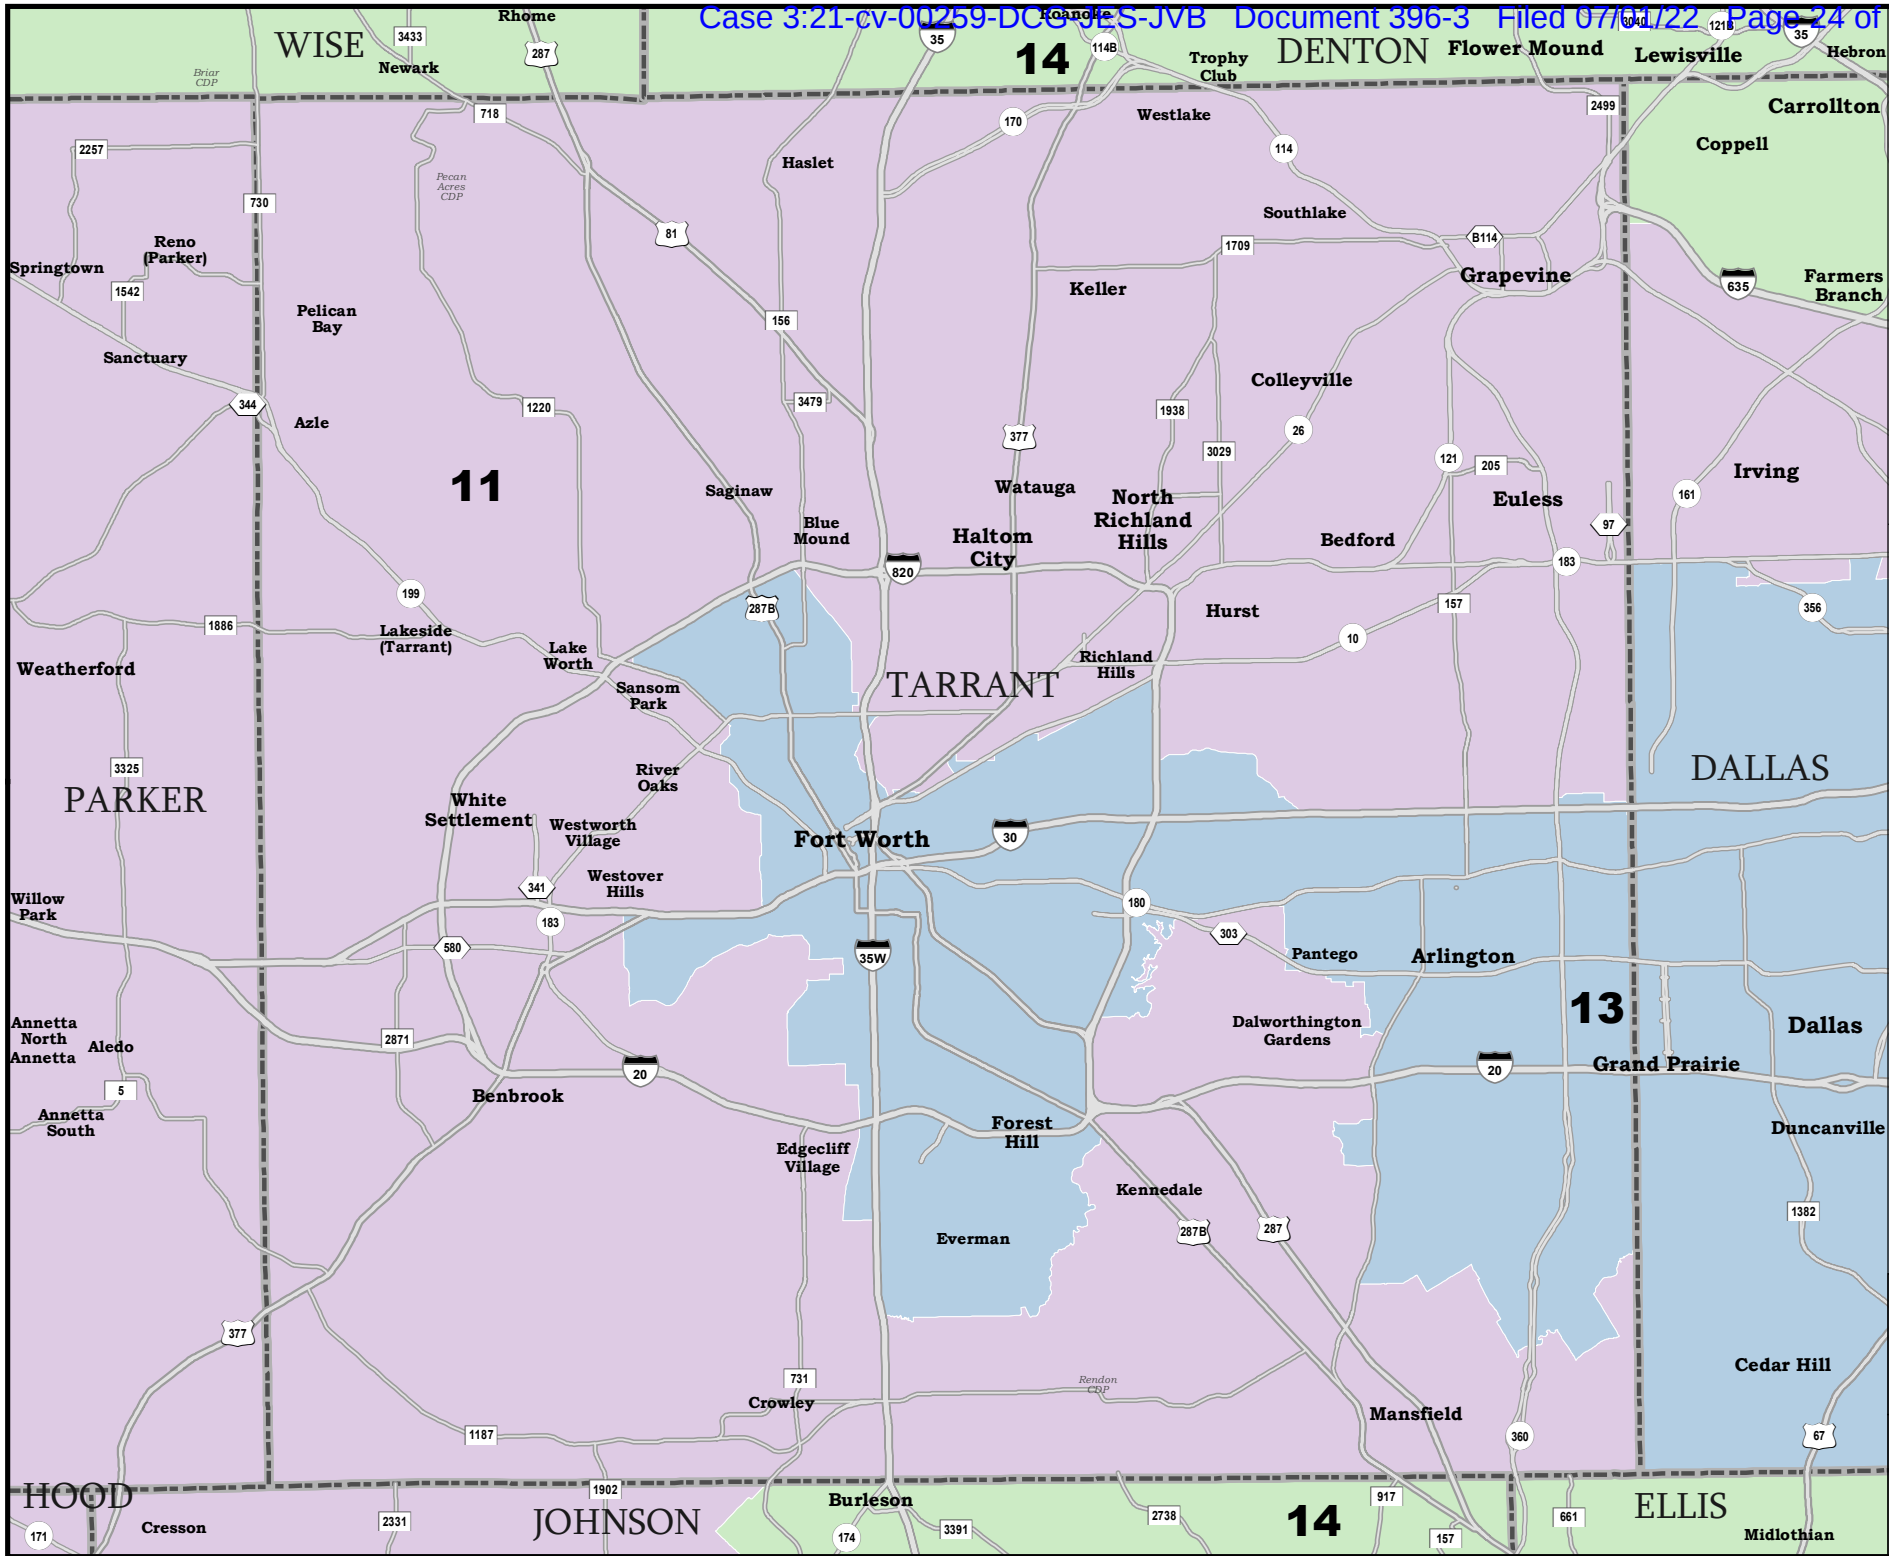 Case 3:21-cv-00259-DCG-JES-JVB Document 396-3 Filed 07/01/22 Page 24 of
Rhome
Roanoke
3040
121B
WISE
3433
287
35
14
114B
DENTON
Flower Mound
Lewisville
35
Hebron
Newark
Trophy
Club
Briar
CDP
718
170
Westlake
2499
Carrollton
Coppell
2257
Haslet
114
Pecan
Acres
CDP
730
Southlake
81
B114
1709
Reno
(Parker)
Springtown
1542
Keller
Grapevine
635
Farmers
Branch
Pelican
Bay
156
Sanctuary
Colleyville
344
1220
3479
1938
Azle
377
26
3029
121
205
11
Saginaw
Watauga
North
Richland
Hills
Euless
161
Irving
Blue
Mound
Haltom
City
Bedford
97
820
183
199
287B
157
356
1886
Hurst
Lakeside
(Tarrant)
10
Lake
Worth
Weatherford
Richland
Hills
Sansom
Park
TARRANT
3325
River
Oaks
DALLAS
PARKER
White
Settlement
Westworth
Village
Fort Worth
30
341
Westover
Hills
Willow
Park
183
180
303
580
35W
Pantego
Arlington
13
Annetta
North
Annetta
Aledo
2871
Dalworthington
Gardens
Dallas
5
20
20
Grand Prairie
Benbrook
Annetta
South
Forest
Hill
Duncanville
Edgecliff
Village
Kennedale
287B
287
1382
Everman
377
Cedar Hill
731
Rendon
CDP
Crowley
Mansfield
1187
360
67
HOOD
1902
Burleson
917
171
Cresson
2331
JOHNSON
174
3391
2738
14
157
661
ELLIS
Midlothian